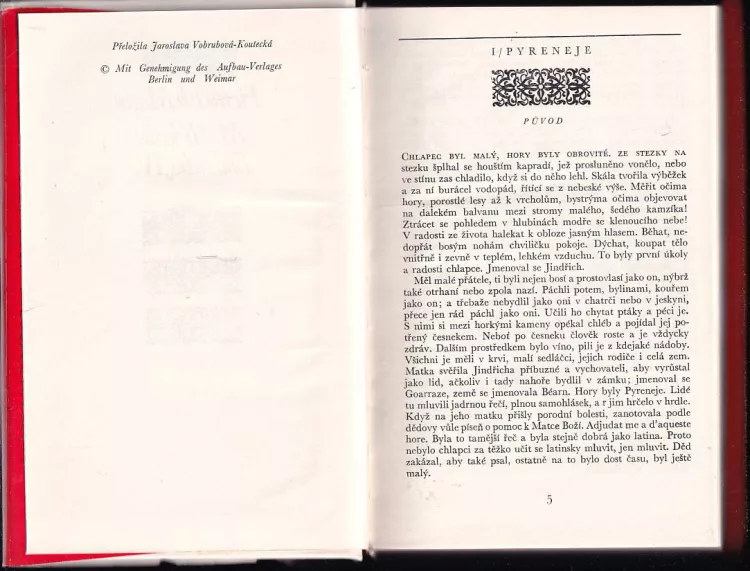 Přeložila Jaroslava Vobrubová-Koutecká
© Mit Genehmigung des Aufbau-Verlages
Berlin und Weimar
I/PYRENEJE
PŮVOD
CHLAPEC BYL MALÝ, HORY BYLY OBROVITÉ. ZE STEZKY NA
stezku šplhal se houštím kapradí, jež prosluněno vonělo, nebo
ve stínu zas chladilo, když si do něho lehl. Skála tvořila výběžek
a za ní burácel vodopád, řítící se z nebeské výše. Měřit očima
hory, porostlé lesy až k vrcholům, bystrýma očima objevovat
na dalekém balvanu mezi stromy malého, šedého kamzíka!
Ztrácet se pohledem v hlubinách modře se klenoucího nebe!
V radosti ze života halekat k obloze jasným hlasem. Běhat, ne-
dopřát bosým nohám chviličku pokoje. Dýchat, koupat tělo
vnitřně i zevně v teplém, lehkém vzduchu. To byly první úkoly
a radosti chlapce. Jmenoval se Jindřich.
Měl malé přátele, ti byli nejen bosí a prostovlasí jako on, nýbrž
také otrhaní nebo zpola nazí. Páchli potem, bylinami, kouřem
jako on; a třebaže nebydlil jako oni v chatrči nebo v jeskyni,
přece jen rád páchl jako oni. Učili ho chytat ptáky a péci je.
S nimi si mezi horkými kameny opékal chléb a pojídal jej po-
třený česnekem. Neboť po česneku člověk roste a je vždycky
zdráv. Dalším prostředkem bylo víno, pili je z kdejaké nádoby.
Všichni je měli v krvi, malí sedláčci, jejich rodiče i celá zem.
Matka svěřila Jindřicha příbuzné a vychovateli, aby vyrůstal
jako lid, ačkoliv i tady nahoře bydlil v zámku; jmenoval se
Goarraze, země se jmenovala Béarn. Hory byly Pyreneje. Lidé
tu mluvili jadrnou řečí, plnou samohlásek, a r jim hrčelo v hrdle.
Když na jeho matku přišly porodní bolesti, zanotovala podle
dědovy vůle píseň o pomoc k Matce Boží. Adjudat me a d'aqueste
hore. Byla to tamější řeč a byla stejně dobrá jako latina. Proto
nebylo chlapci za těžko učit se latinsky mluvit, jen mluvit. Děd
zakázal, aby také psal, ostatně na to bylo dost času, byl ještě
malý.
5